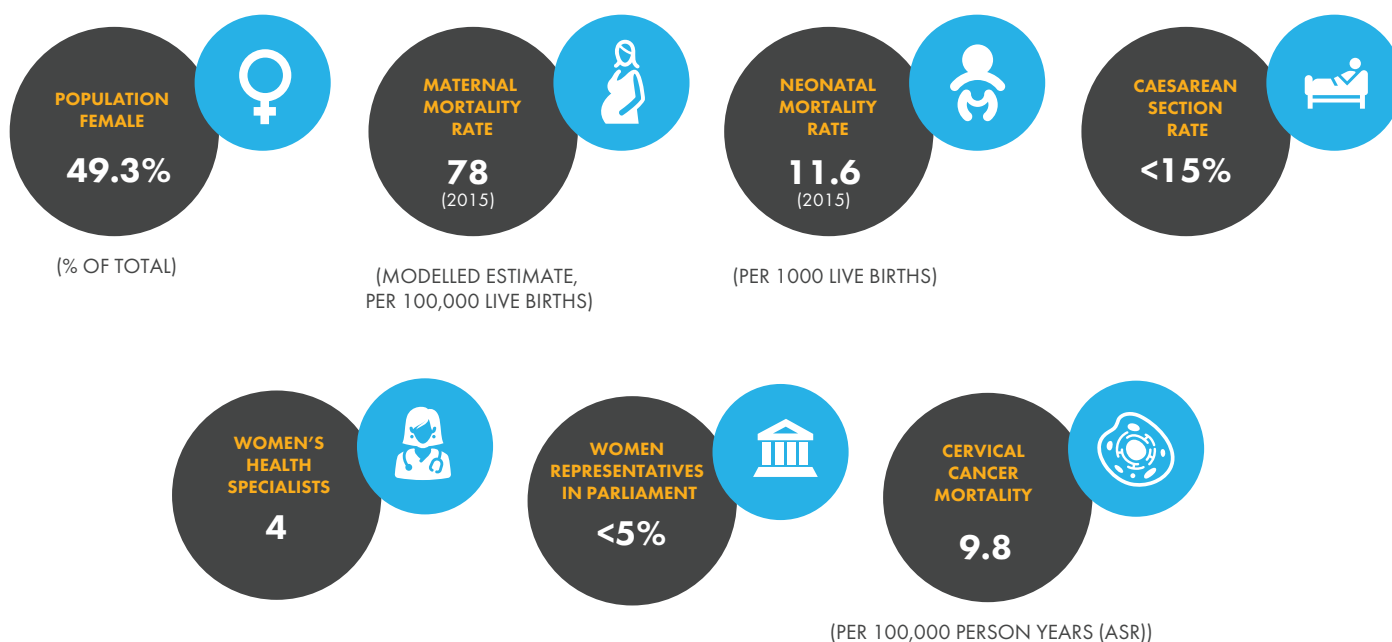 POPULATION
FEMALE
49.3%
(% OF TOTAL)
MATERNAL
MORTALITY
RATE
78
(2015)
(MODELLED ESTIMATE,
PER 100,000 LIVE BIRTHS)
NEONATAL
MORTALITY
RATE
11.6
(2015)
(PER 1000 LIVE BIRTHS)
CAESAREAN
SECTION
RATE
<15%
WOMEN'S
HEALTH
SPECIALISTS
4
WOMEN
REPRESENTATIVES
IN PARLIAMENT
<5%
CERVICAL
CANCER
MORTALITY
9.8
(PER 100,000 PERSON YEARS (ASR))